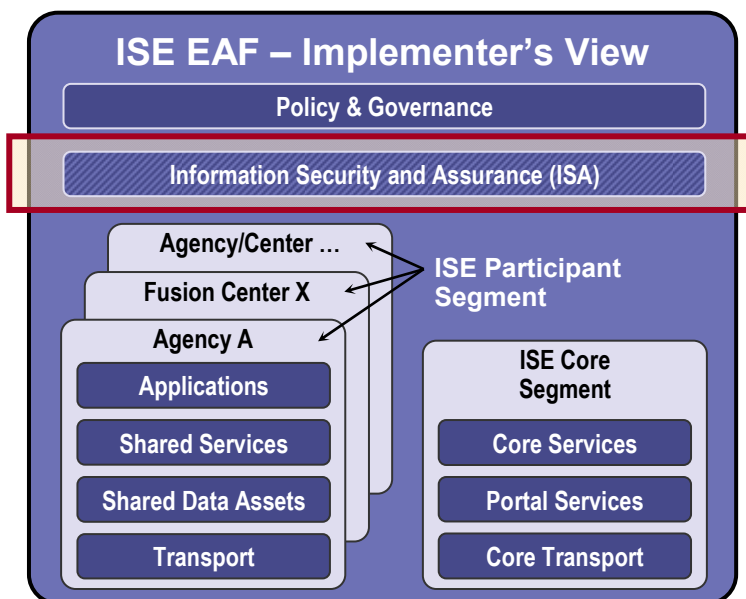 ISE EAF – Implementer's View
Policy & Governance
Information Security and Assurance (ISA)
Agency/Center …
Fusion Center X
Agency A
Applications
Shared Services
Shared Data Assets
Transport
ISE Participant
Segment
ISE Core
Segment
Core Services
Portal Services
Core Transport